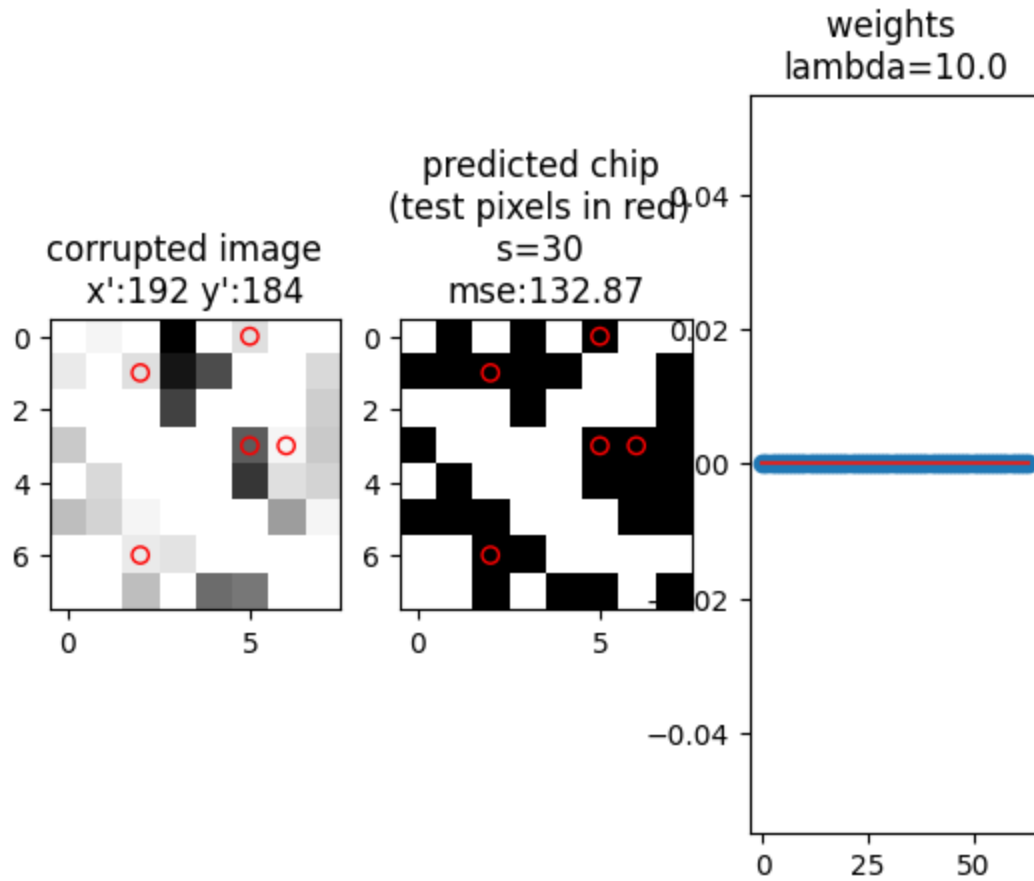 weights
lambda=10.0
predicted chip
(test pixels in red)
s=30
mse:132.87
corrupted image
x':192 y':184
0
2
4
6
0
5
0
2
4
6
0
5
0.04
0.02
00
02
−0.04
0
25
50